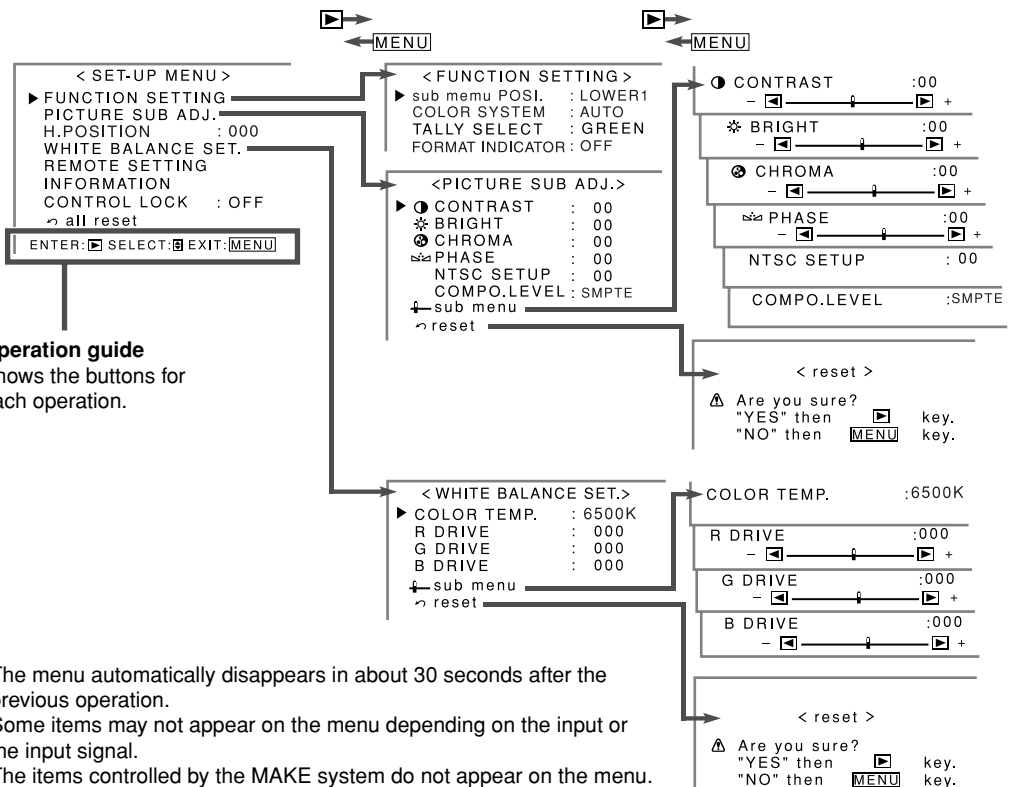 MENU
MENU
< SET-UP MENU >
FUNCTION SETTING
PICTURE SUB ADJ.
H.POSITION : 000
WHITE BALANCE SET.
REMOTE SETTING
INFORMATION
CONTROL LOCK : OFF
all reset
ENTER: SELECT: EXIT: MENU
peration guide
hows the buttons for
ach operation.
< FUNCTION SETTING >
sub memu POSI. : LOWER1
COLOR SYSTEM : AUTO
TALLY SELECT : GREEN
FORMAT INDICATOR : OFF
<PICTURE SUB ADJ.>
CONTRAST : 00
BRIGHT : 00
CHROMA : 00
PHASE : 00
NTSC SETUP : 00
COMPO.LEVEL : SMPTE
sub menu
reset
CONTRAST :00
– +
BRIGHT :00
– +
CHROMA :00
– +
PHASE :00
– +
NTSC SETUP : 00
COMPO.LEVEL :SMPTE
< reset >
Are you sure?
"YES" then key.
"NO" then MENU key.
< WHITE BALANCE SET.>
COLOR TEMP. : 6500K
R DRIVE : 000
G DRIVE : 000
B DRIVE : 000
sub menu
reset
COLOR TEMP. :6500K
R DRIVE :000
– +
G DRIVE :000
– +
B DRIVE :000
– +
< reset >
Are you sure?
"YES" then key.
"NO" then MENU key.
The menu automatically disappears in about 30 seconds after the
previous operation.
Some items may not appear on the menu depending on the input or
he input signal.
The items controlled by the MAKE system do not appear on the menu.